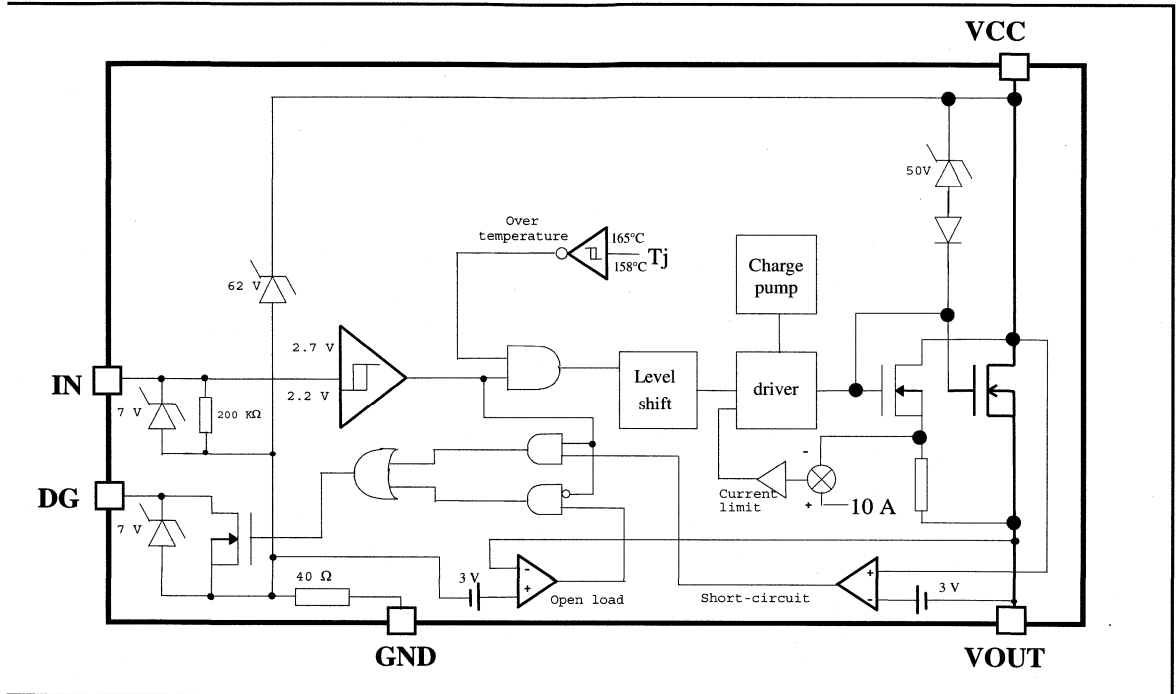 VCC
50V
Over
temperature
165°C
158°C
Tj
Charge
pump
62 V
2.7 V
IN
2.2 V
7 V
200 KΩ
Level
shift
driver
DG
7 V
-
Current
limit
+
10 A
40 Ω
3 V
-
+
Open load
Short-circuit
+
-
3 V
GND
VOUT